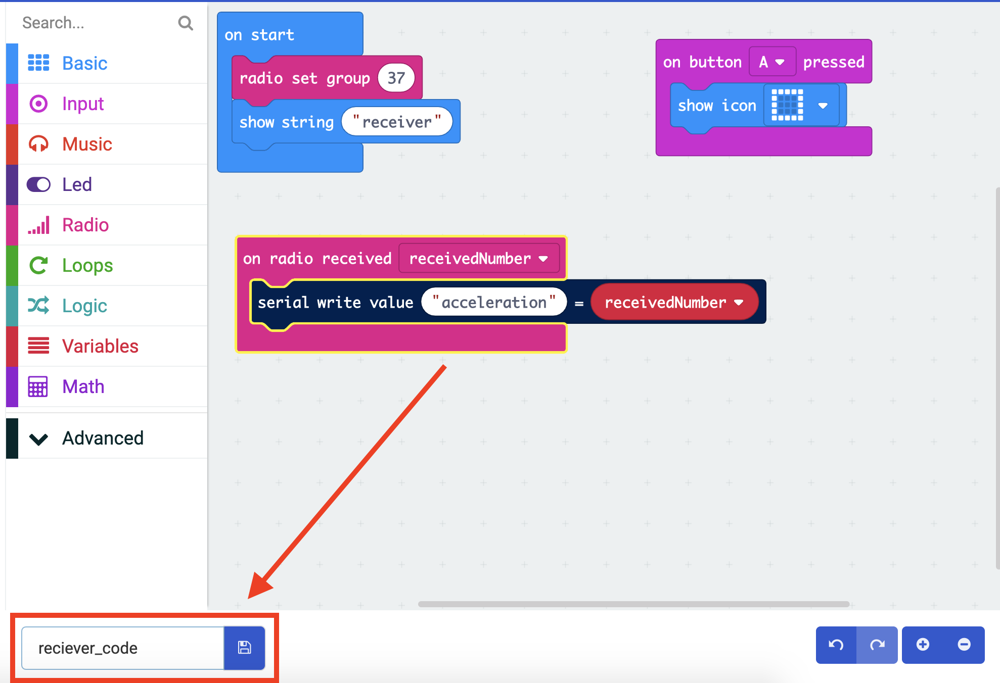 Search...
Basic
Input
Music
Led
Radio
Loops
Logic
Variables
Math
Advanced
on start
radio set group 37
show string "receiver"
on button A pressed
show icon
on radio received receivedNumber
serial write value "acceleration" = receivedNumber
reciever_code